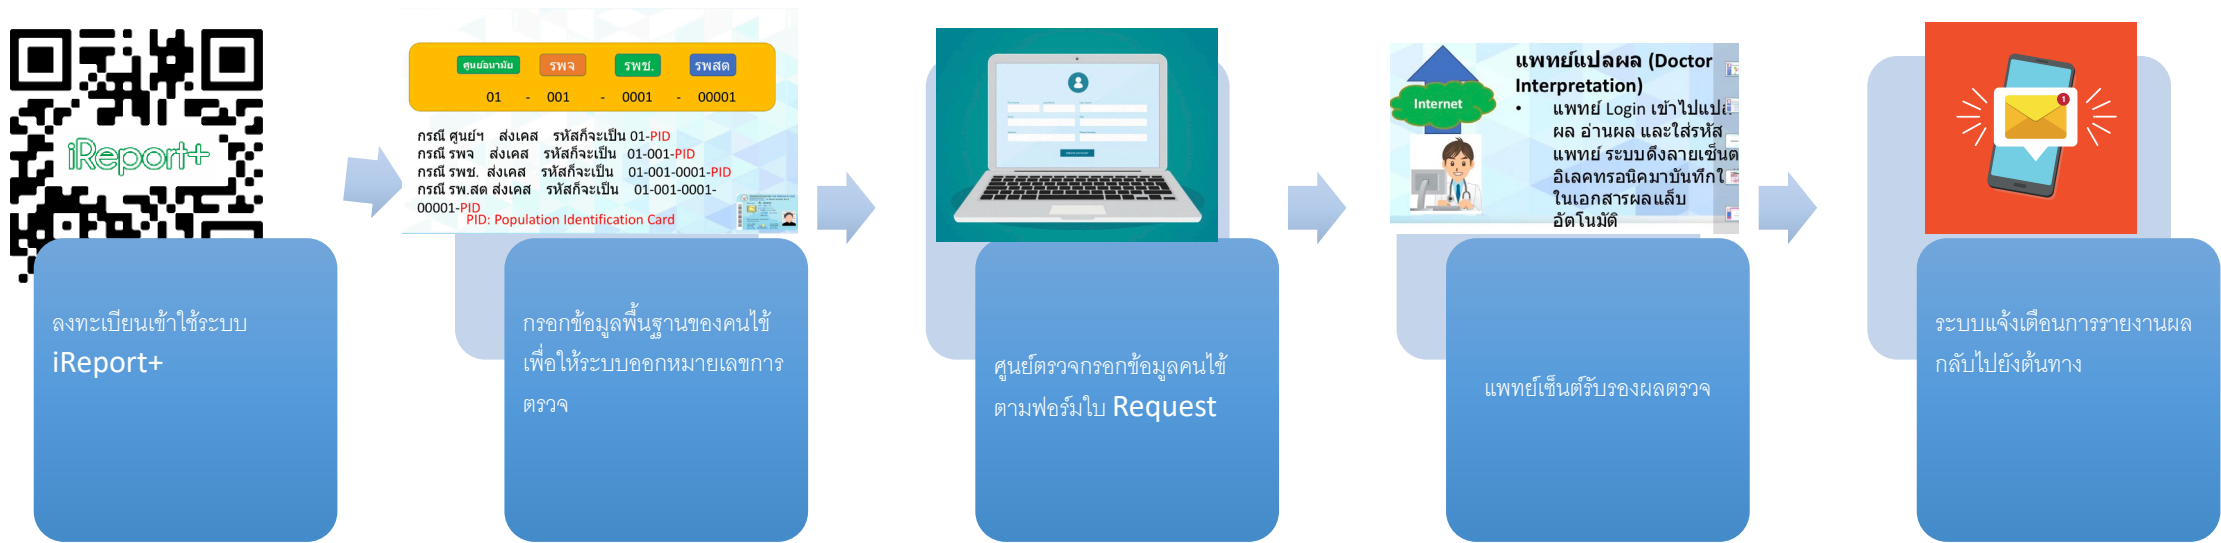 iReport+
ลงทะเบียนเข้าใช้ระบบ
iReport+
ศูนย์อนามัย รพจ รพช. รพสต
01 - 001 - 0001 - 00001
กรณี ศูนย์ฯ ส่งเคส รหัสก็จะเป็น 01-PID
กรณี รพจ ส่งเคส รหัสก็จะเป็น 01-001-PID
กรณี รพช. ส่งเคส รหัสก็จะเป็น 01-001-0001-PID
กรณี รพ.สต ส่งเคส รหัสก็จะเป็น 01-001-0001-
00001-PID
PID: Population Identification Card
กรอกข้อมูลพื้นฐานของคนไข้
เพื่อให้ระบบออกหมายเลขการ
ตรวจ
ศูนย์ตรวจกรอกข้อมูลคนไข้
ตามฟอร์มใบ Request
Internet
แพทย์แปลผล (Doctor
Interpretation)
• แพทย์ Login เข้าไปแปล
ผล อ่านผล และใส่รหัส
แพทย์ ระบบดึงลายเซ็นต
อิเลคทรอนิคมาบันทึกใ
ในเอกสารผลแล็บ
อัตโนมัติ
แพทย์เซ็นต์รับรองผลตรวจ
1
ระบบแจ้งเตือนการรายงานผล
กลับไปยังต้นทาง